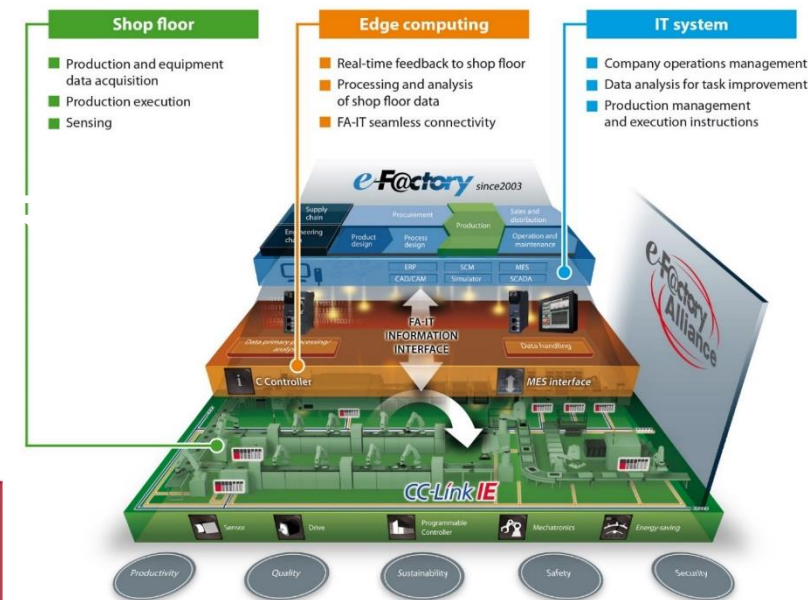 Shop floor
Production and equipment
data acquisition
Production execution
Sensing
Edge computing
Real-time feedback to shop floor
Processing and analysis
of shop floor data
FA-IT seamless connectivity
IT system
Company operations management
Data analysis for task improvement
Production management
and execution instructions
e-F@ctory since2003
Supply
chain
Procurement
Production
Sales and
distribution
Engineering
chain
Product
design
Process
design
Operation and
maintenance
ERP
SCM
MES
CAD/CAM
Simulator
SCADA
FA-IT
INFORMATION
INTERFACE
Data primary processing/
analysis
Data handling
C Controller
MES interface
e-F@ctory
Alliance
CC-Link IE
Sensor
Drive
Programmable
Controller
Mechatronics
Energy-saving
Productivity
Quality
Sustainability
Safety
Security